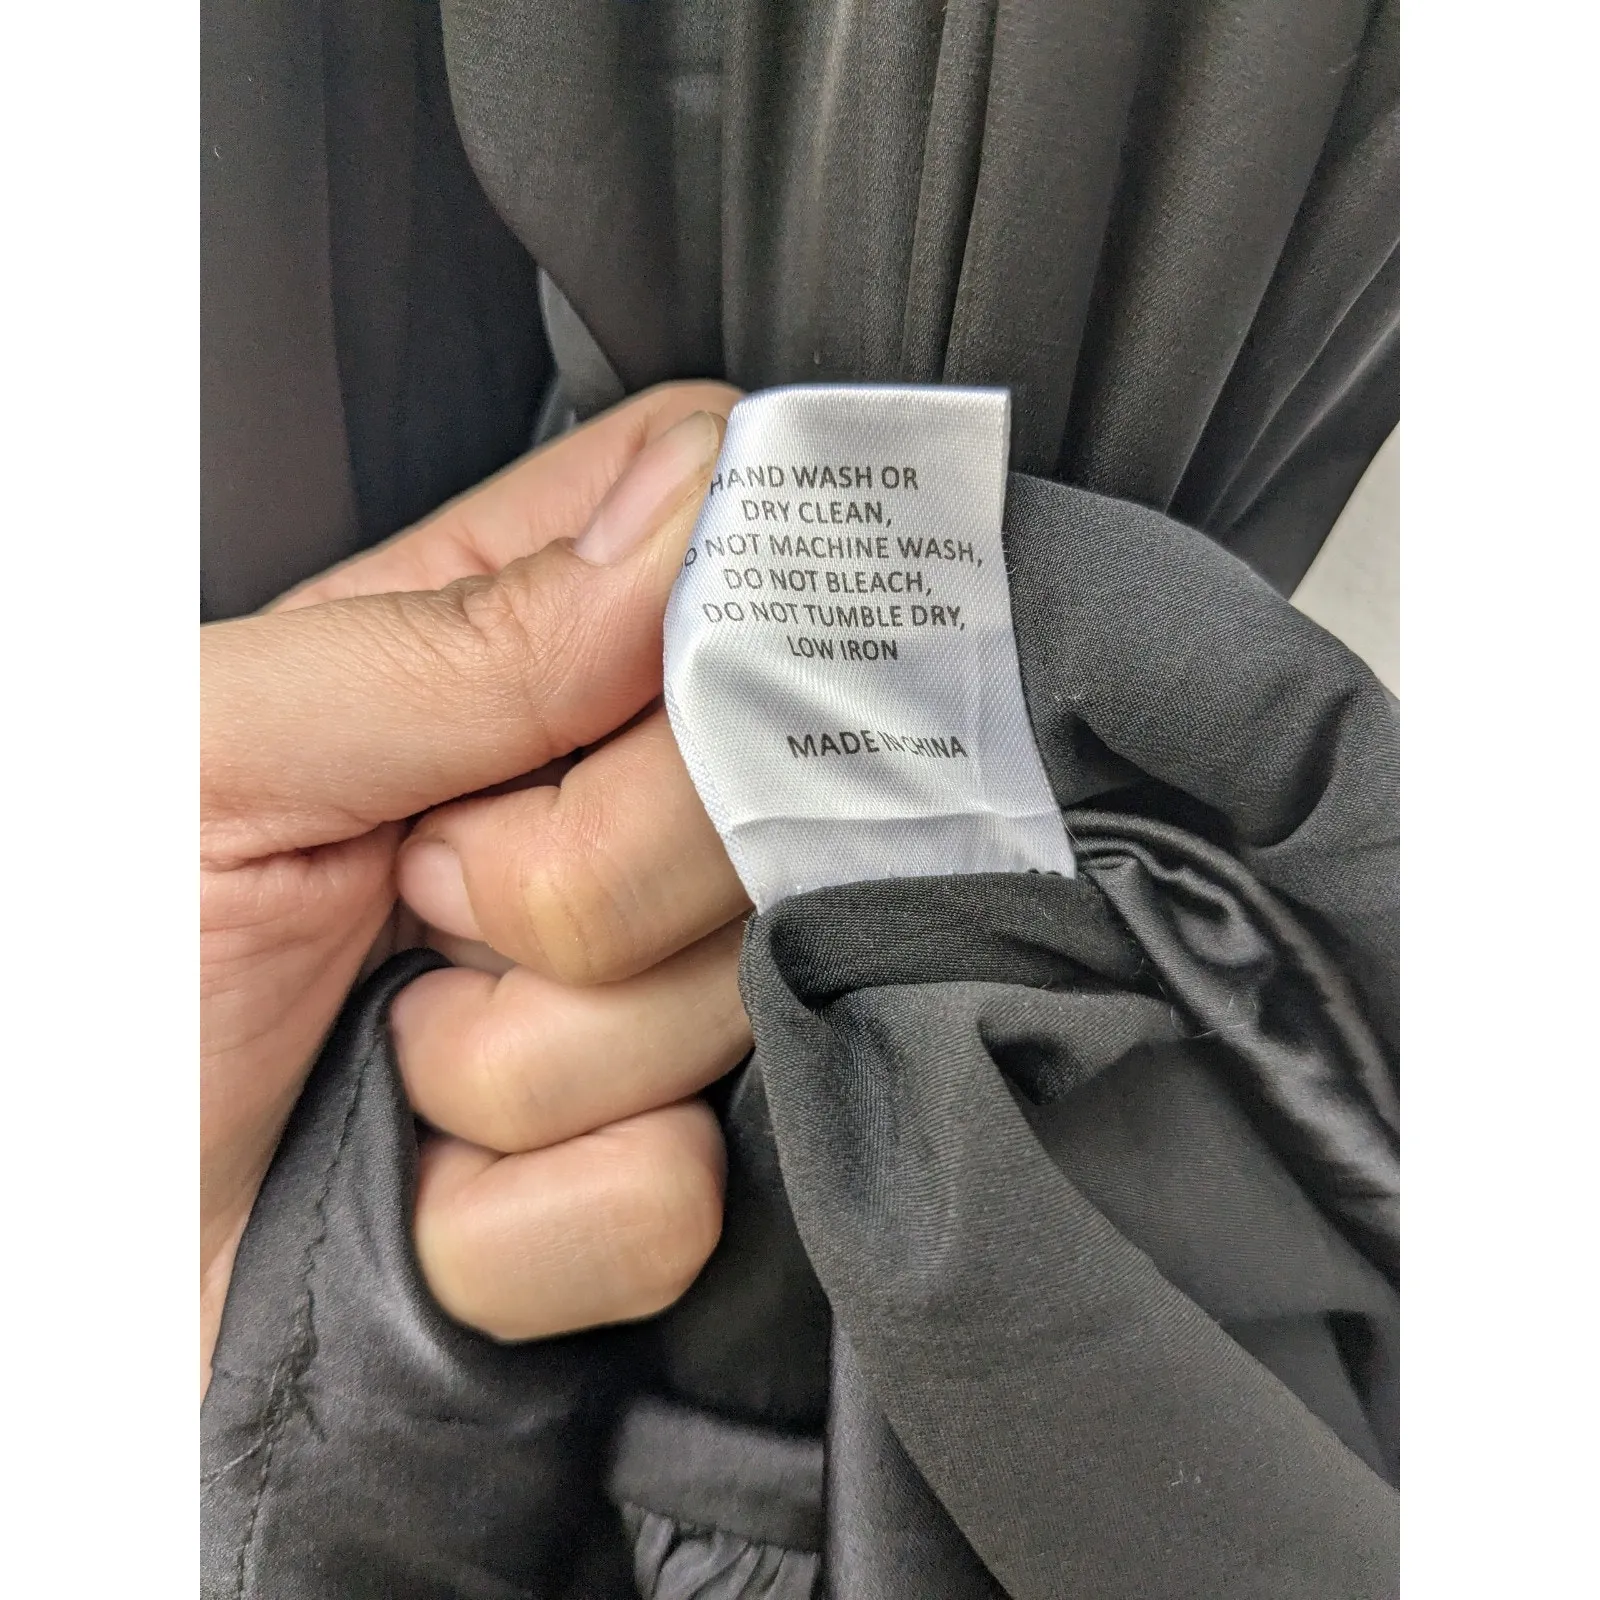 HAND WASH OR
DRY CLEAN,
O NOT MACHINE WASH,
DO NOT BLEACH,
DO NOT TUMBLE DRY,
LOW IRON
MADE IN CHINA